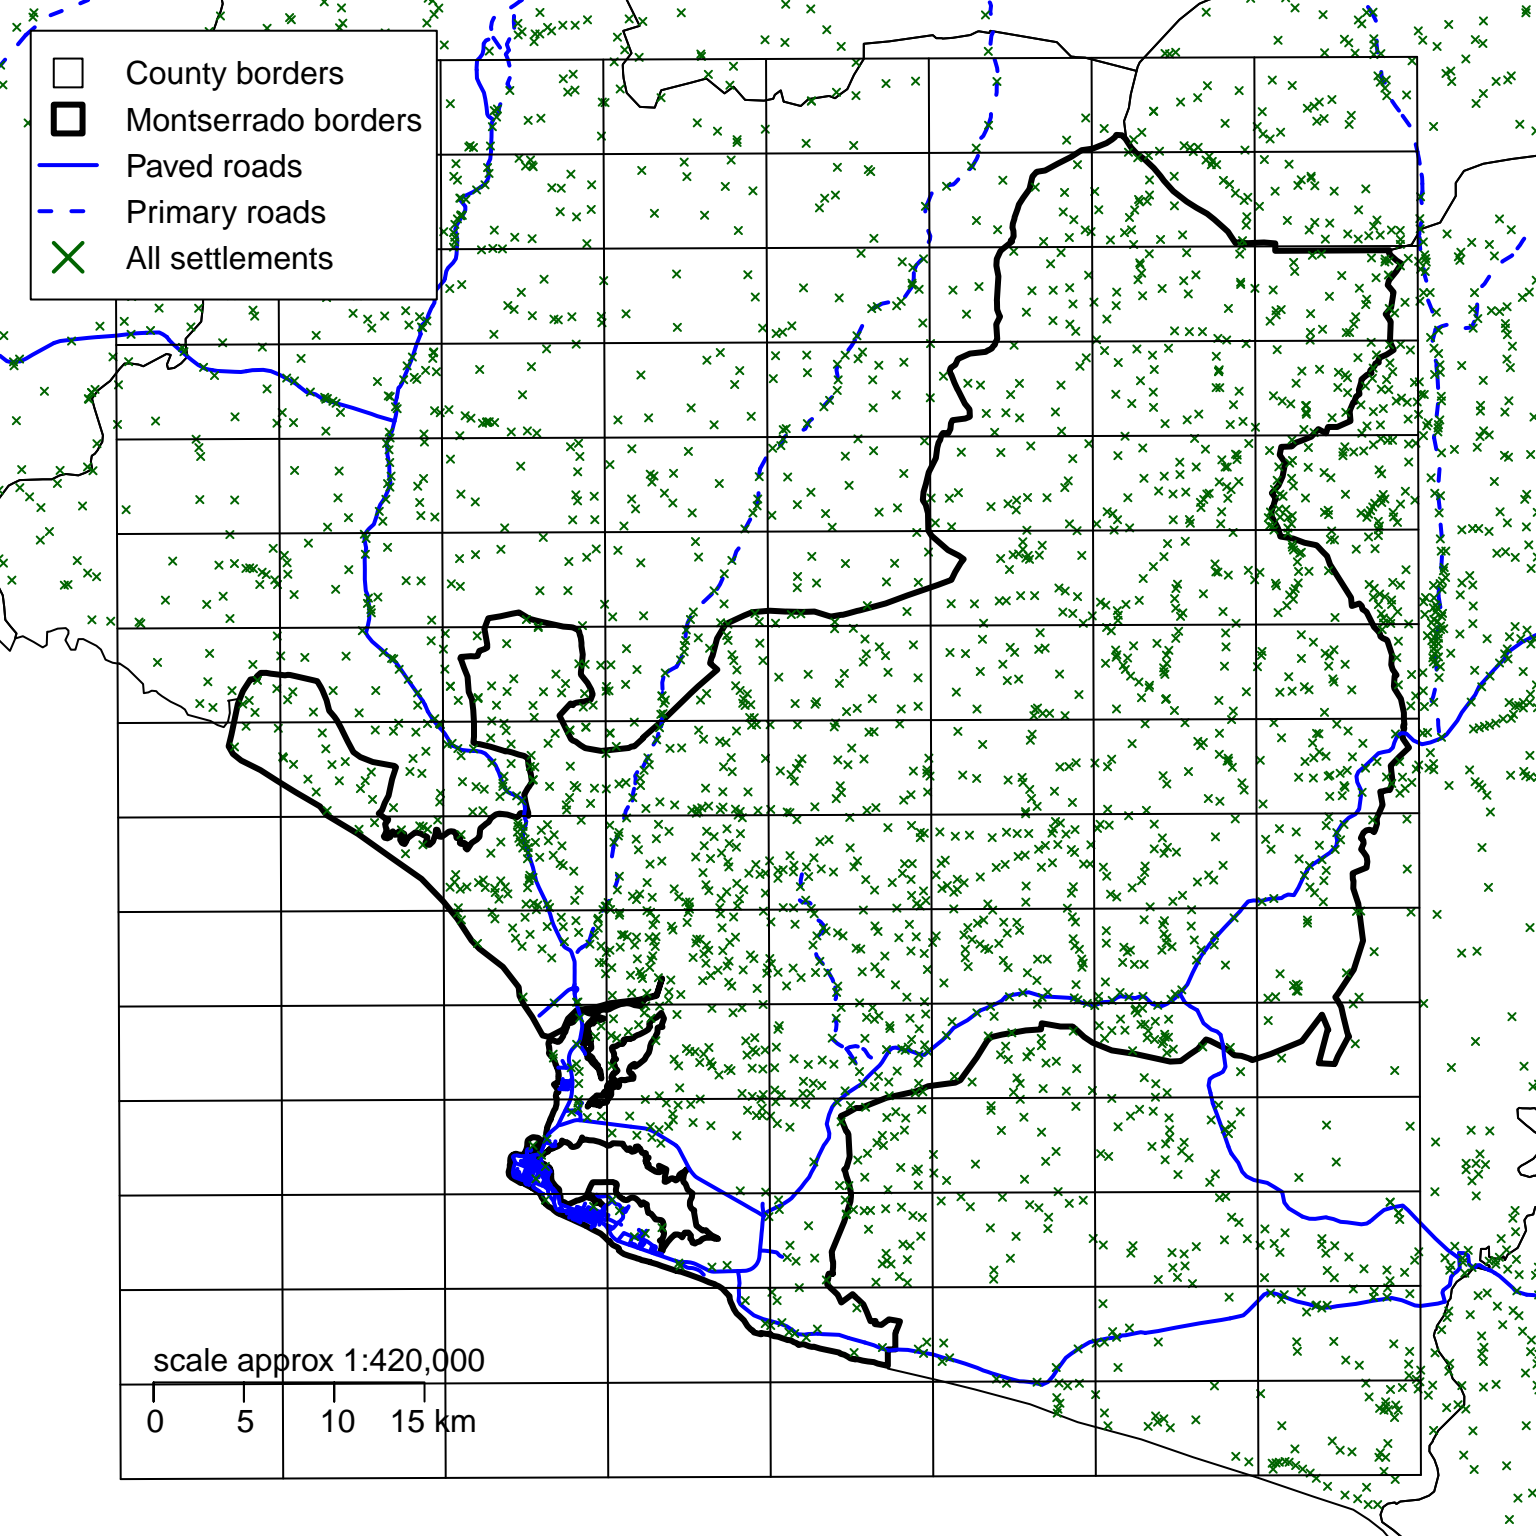 County borders
Montserrado borders
Paved roads
Primary roads
All settlements
scale approx 1:420,000
0 5 10 15 km